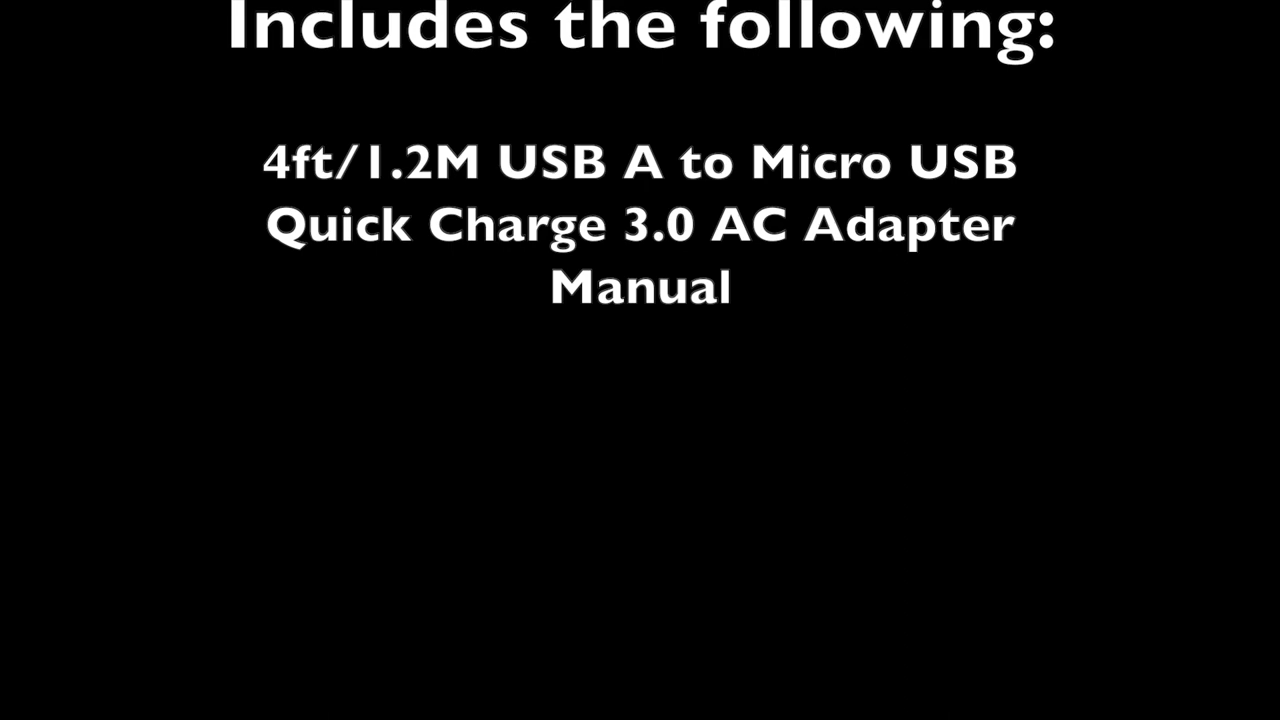 Includes the following:
4ft/1.2M USB A to Micro USB
Quick Charge 3.0 AC Adapter
Manual